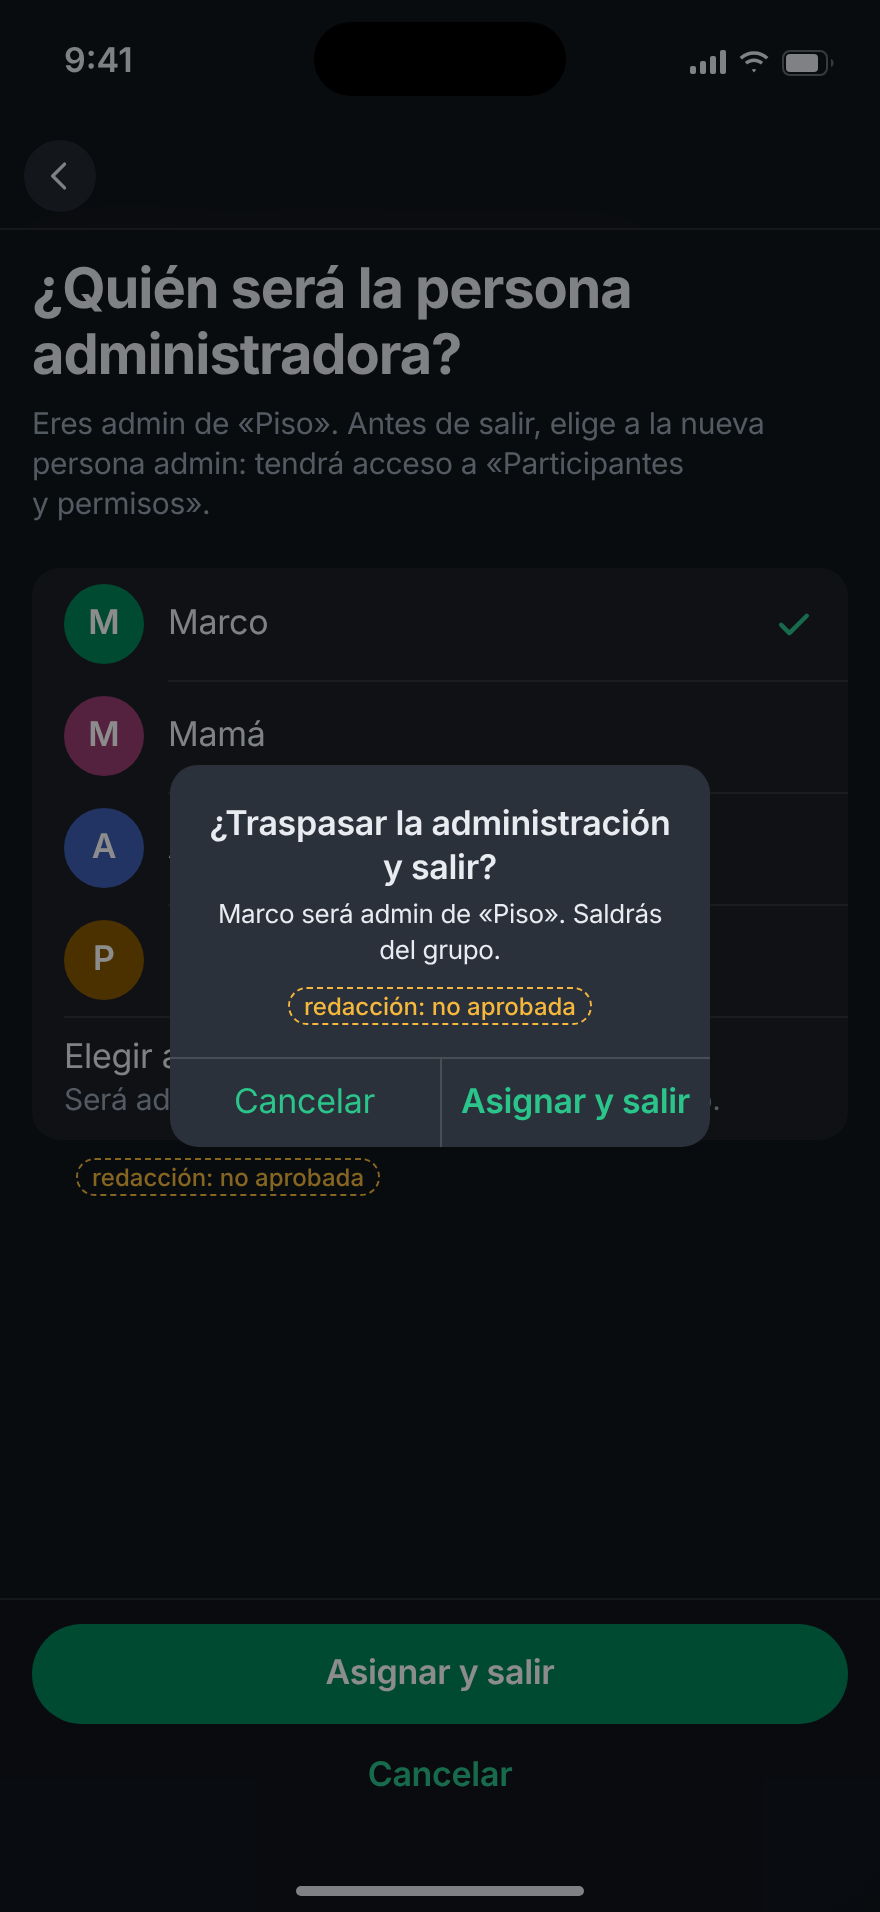 9:41
¿Quién será la persona
administradora?
Eres admin de «Piso». Antes de salir, elige a la nueva
persona admin: tendrá acceso a «Participantes
y permisos».
M Marco
M Mamá
A
P
¿Traspasar la administración
y salir?
Marco será admin de «Piso». Saldrás
del grupo.
redacción: no aprobada
Cancelar
Asignar y salir
Elegir
Será
redacción: no aprobada
Asignar y salir
Cancelar